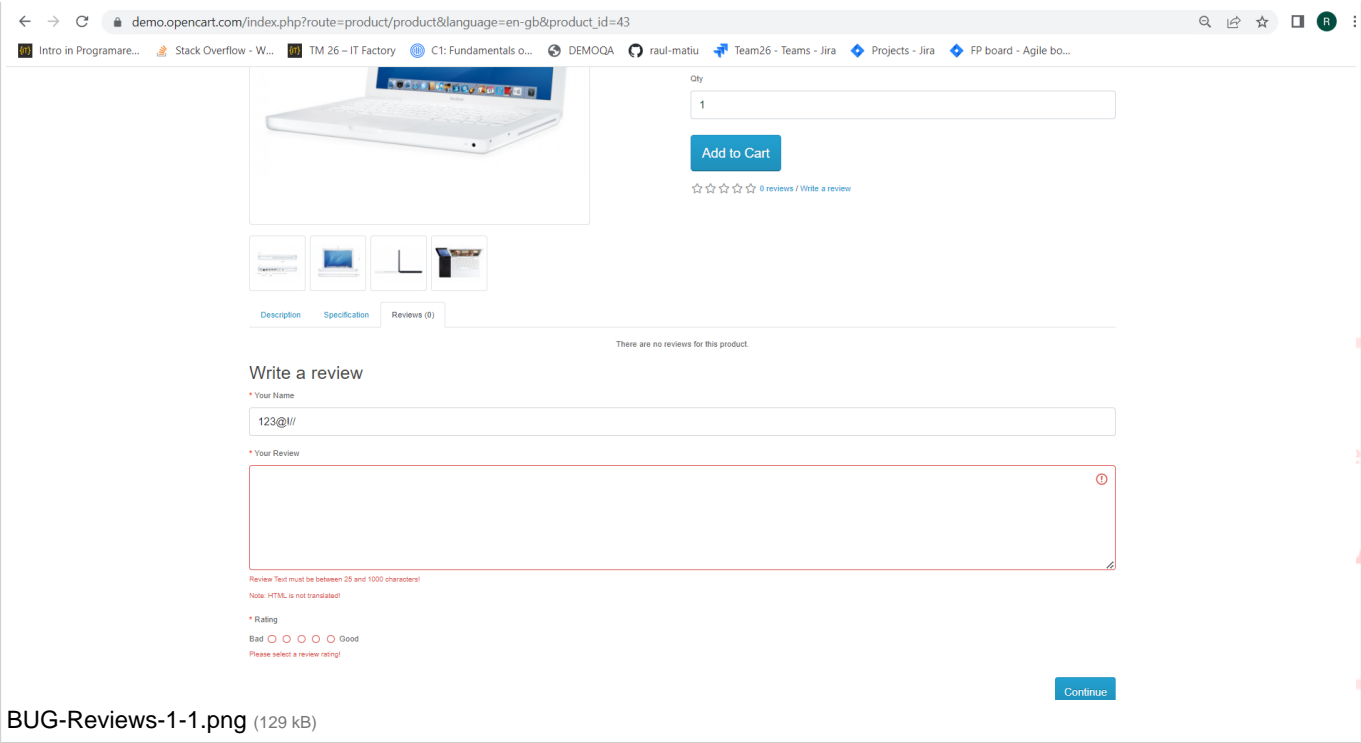 demo.opencart.com/index.php?route=product/product&language=en-gb&product_id=43
R
Intro in Programare... Stack Overflow - W... TM 26 – IT Factory C1: Fundamentals o... DEMOQA raul-matiu Team26 - Teams - Jira Projects - Jira FP board - Agile bo...
Qty
1
Add to Cart
0 reviews / Write a review
Description Specification Reviews (0)
There are no reviews for this product.
Write a review
* Your Name
123@!//
* Your Review
Review Text must be between 25 and 1000 characters!
Note: HTML is not translated!
* Rating
Bad Good
Please select a review rating!
Continue
BUG-Reviews-1-1.png (129 kB)